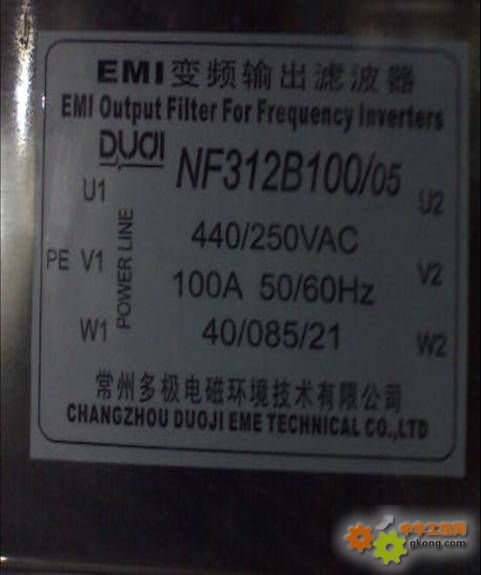 EMI变频输出滤波器
EMI Output Filter For Frequency Inverters
DUOJI NF312B100/05
U1 U2
440/250VAC
PE V1 POWER LINE V2
100A 50/60Hz
W1 40/085/21 W2
常州多极电磁环境技术有限公司
CHANGZHOU DUOJI EME TECHNICAL CO.,LTD
中华工控网
gkong.com